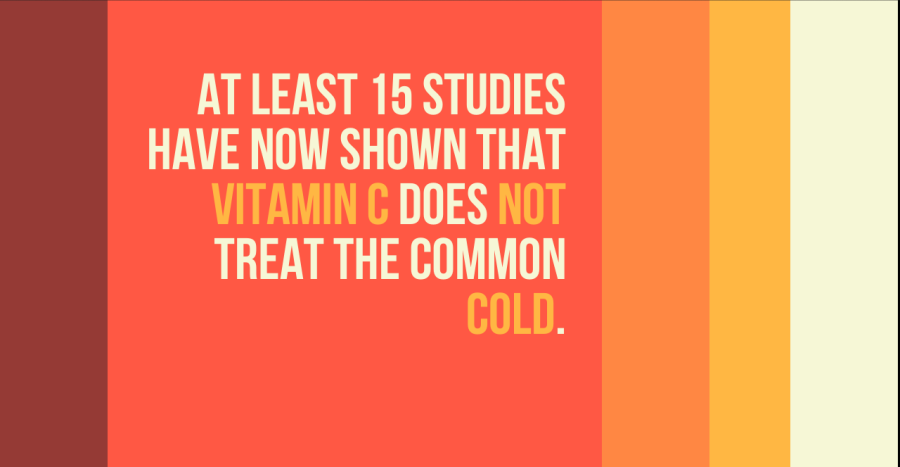 AT LEAST 15 STUDIES
HAVE NOW SHOWN THAT
VITAMIN C DOES NOT
TREAT THE COMMON
COLD.